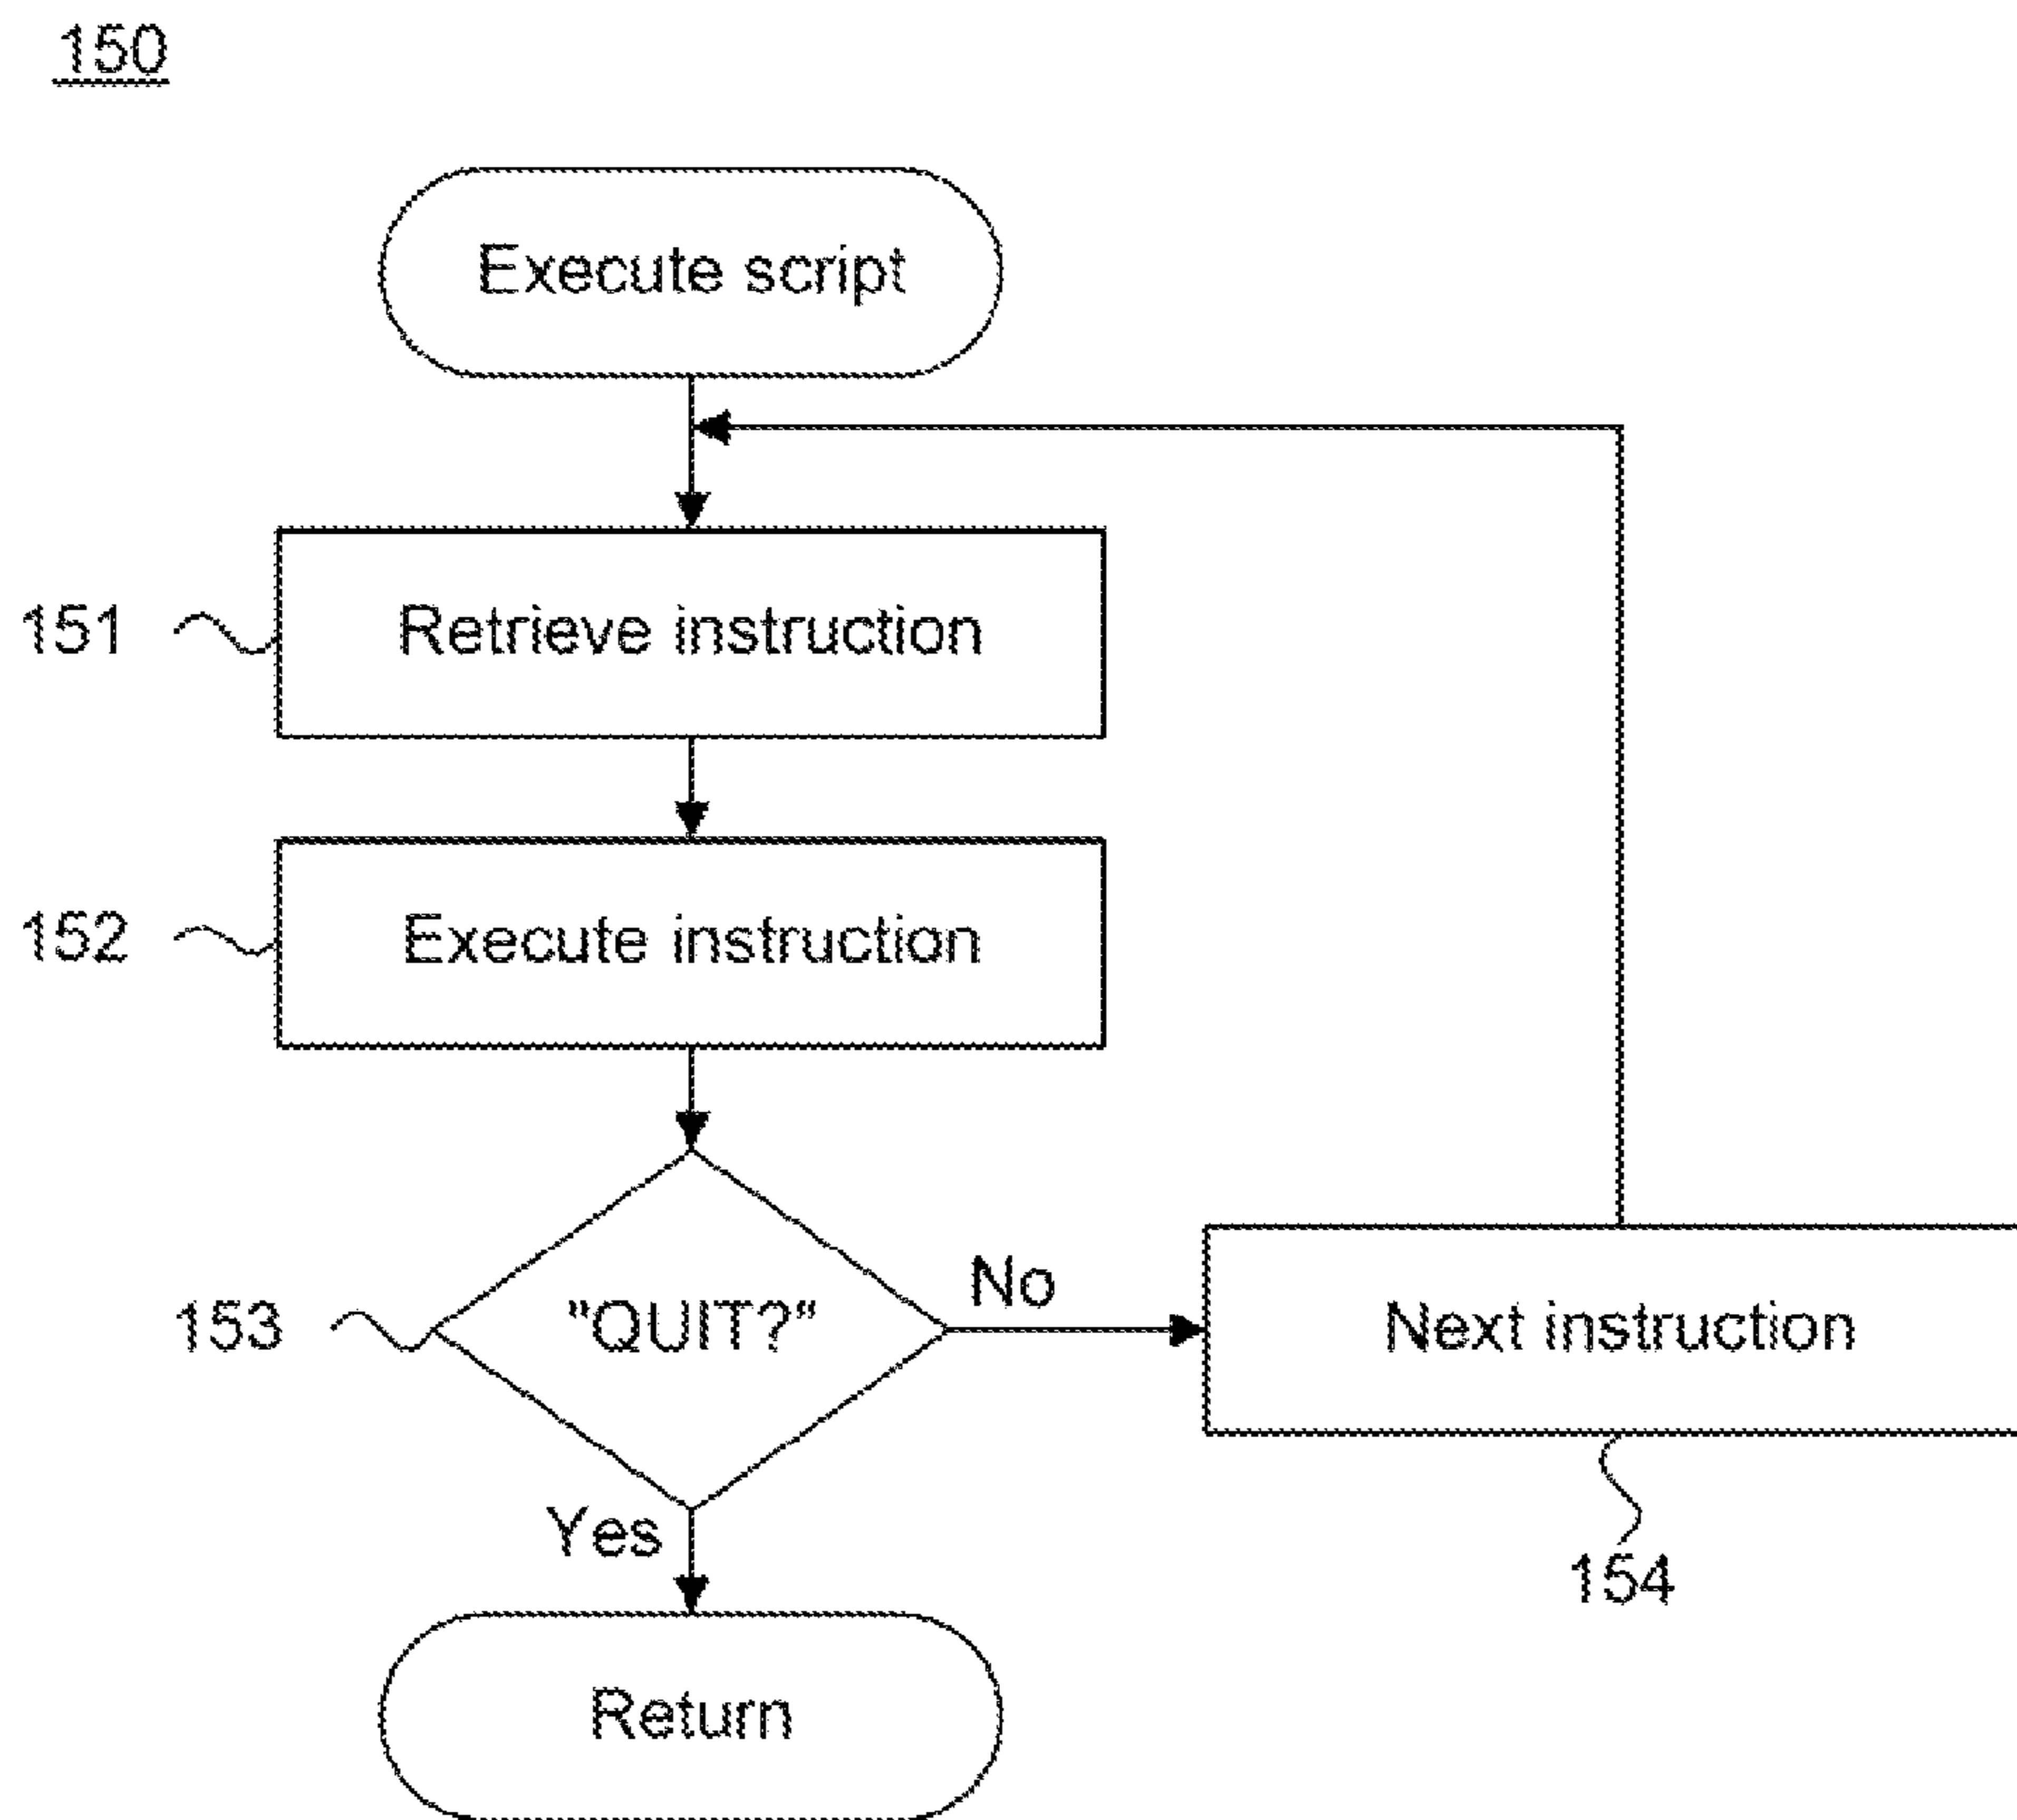 150
Execute script
151 Retrieve instruction
152 Execute instruction
153 "QUIT?" No Next instruction
Yes
154
Return